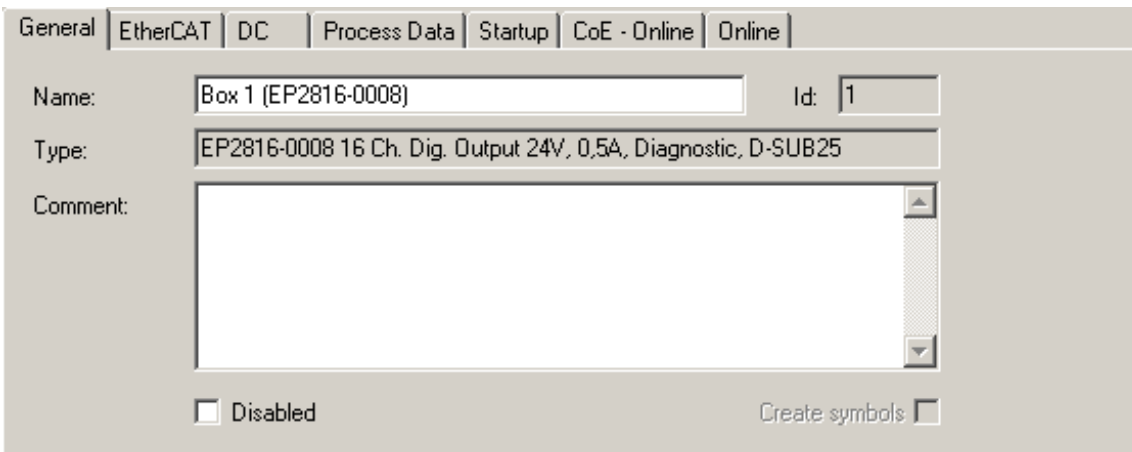 General EtherCAT DC Process Data Startup CoE - Online Online
Name: Box 1 (EP2816-0008) Id: 1
Type: EP2816-0008 16 Ch. Dig. Output 24V, 0,5A, Diagnostic, D-SUB25
Comment:
Disabled Create symbols